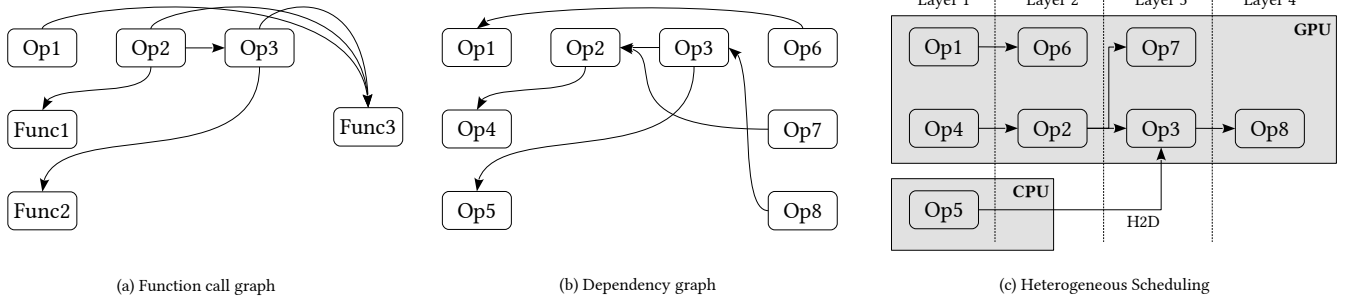 Op1
Op2
Op3
Func1
Func3
Func2
(a) Function call graph
Op1
Op2
Op3
Op6
Op4
Op7
Op5
Op8
(b) Dependency graph
Layer 1
Layer 2
Layer 3
Layer 4
GPU
Op1
Op6
Op7
Op4
Op2
Op3
Op8
CPU
Op5
H2D
(c) Heterogeneous Scheduling